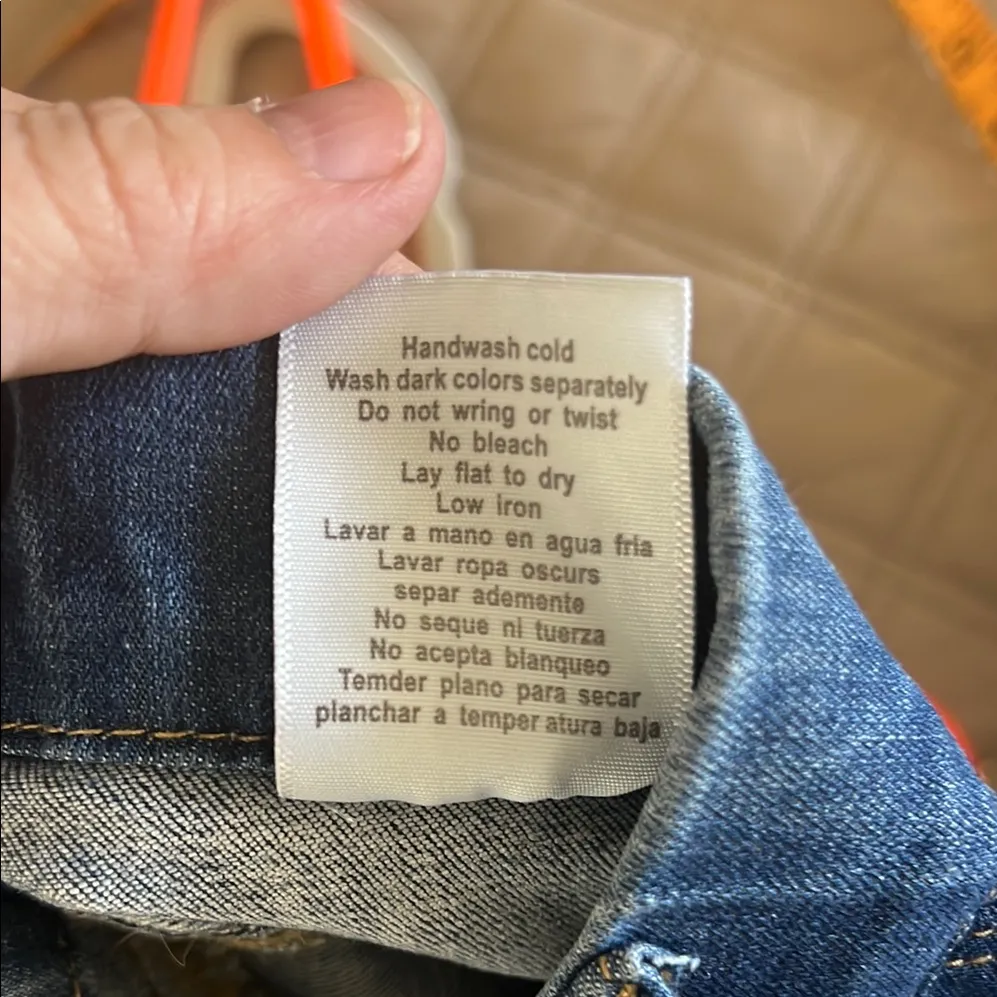 Handwash cold
Wash dark colors separately
Do not wring or twist
No bleach
Lay flat to dry
Low iron
Lavar a mano en agua fria
Lavar ropa oscurs
separ ademente
No seque ni tuerza
No acepta blanqueo
Temder plano para secar
planchar a temper atura baja